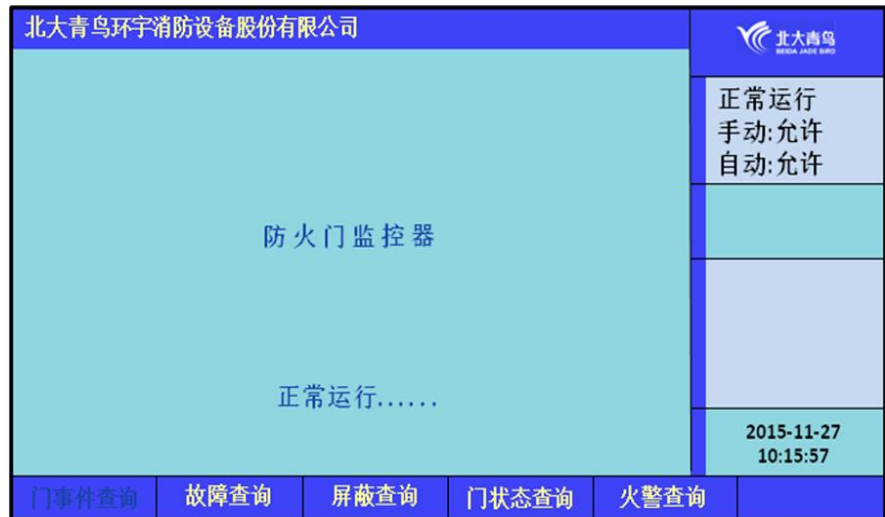 北大青鸟环宇消防设备股份有限公司
北大青鸟
BEIDA JADE BIRD
正常运行
手动:允许
自动:允许
防火门监控器
正常运行......
2015-11-27
10:15:57
门事件查询 故障查询 屏蔽查询 门状态查询 火警查询